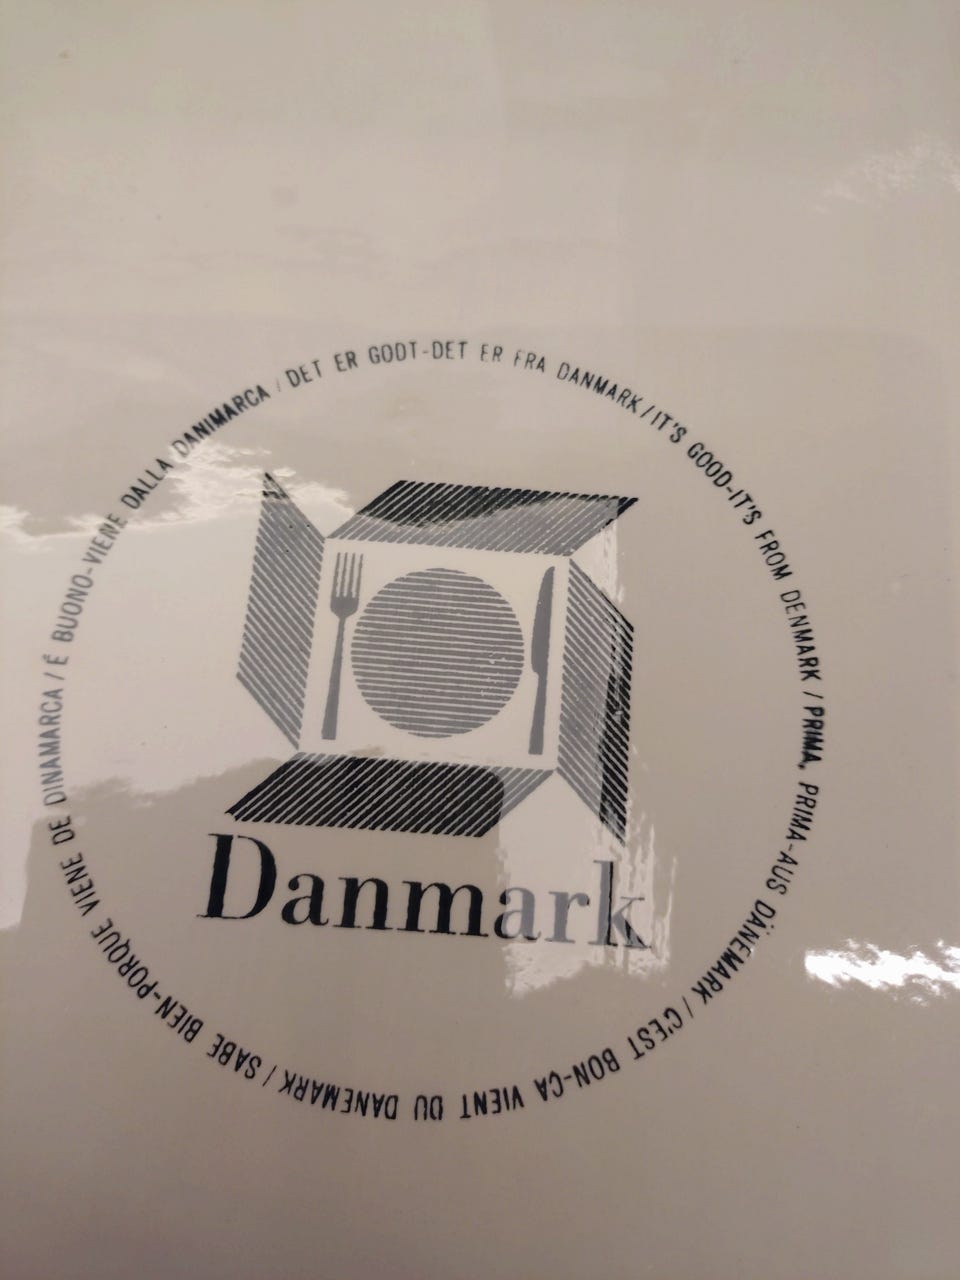 DET ER GODT-DET ER FRA DANMARK / IT'S GOOD-IT'S FROM DENMARK / PRIMA, PRIMA-AUS DÄNEMARK / C'EST BON-CA VIENT DU DANEMARK / SABE BIEN-PORQUE VIENE DE DINAMARCA / É BUONO-VIENE DALLA DANIMARCA /
Danmark